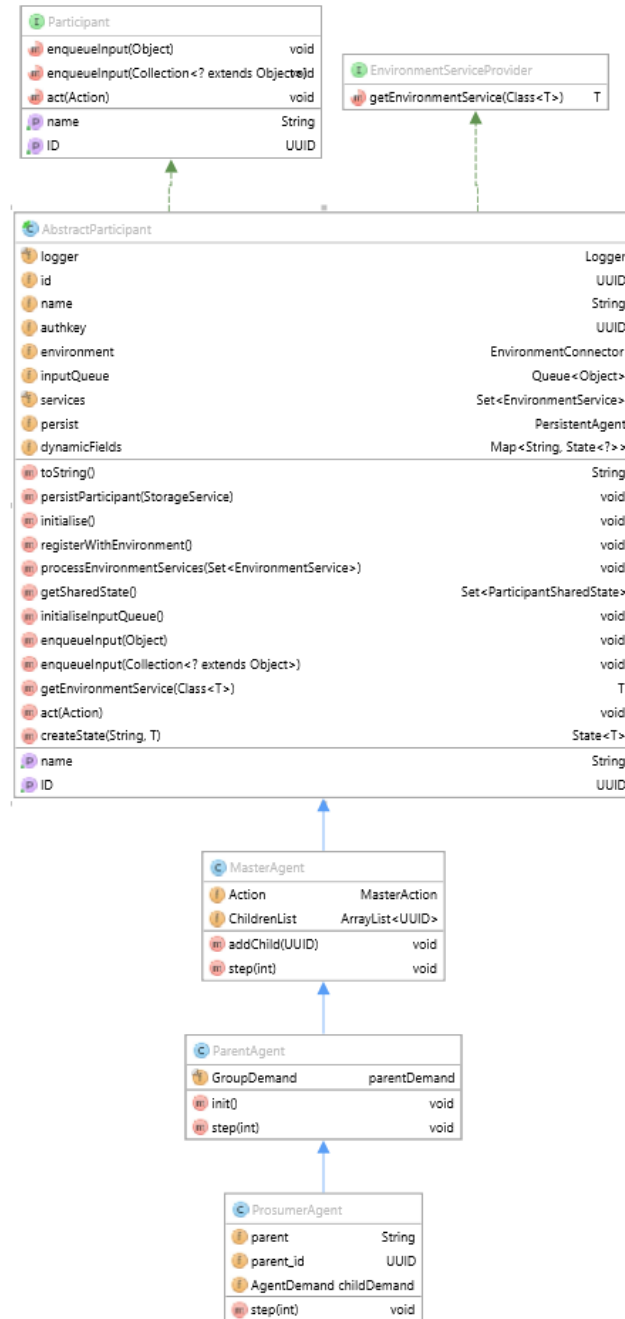 Participant
enqueueInput(Object) void
enqueueInput(Collection<? extends Object>) void
act(Action) void
name String
ID UUID
EnvironmentServiceProvider
getEnvironmentService(Class<T>) T
AbstractParticipant
logger Logger
id UUID
name String
authkey UUID
environment EnvironmentConnector
inputQueue Queue<Object>
services Set<EnvironmentService>
persist PersistentAgent
dynamicFields Map<String, State<?>>
toString() String
persistParticipant(StorageService) void
initialise() void
registerWithEnvironment() void
processEnvironmentServices(Set<EnvironmentService>) void
getSharedState() Set<ParticipantSharedState>
initialiseInputQueue() void
enqueueInput(Object) void
enqueueInput(Collection<? extends Object>) void
getEnvironmentService(Class<T>) T
act(Action) void
createState(String, T) State<T>
name String
ID UUID
MasterAgent
Action MasterAction
ChildrenList ArrayList<UUID>
addChild(UUID) void
step(int) void
ParentAgent
GroupDemand parentDemand
init() void
step(int) void
ProsumerAgent
parent String
parent_id UUID
AgentDemand childDemand
step(int) void